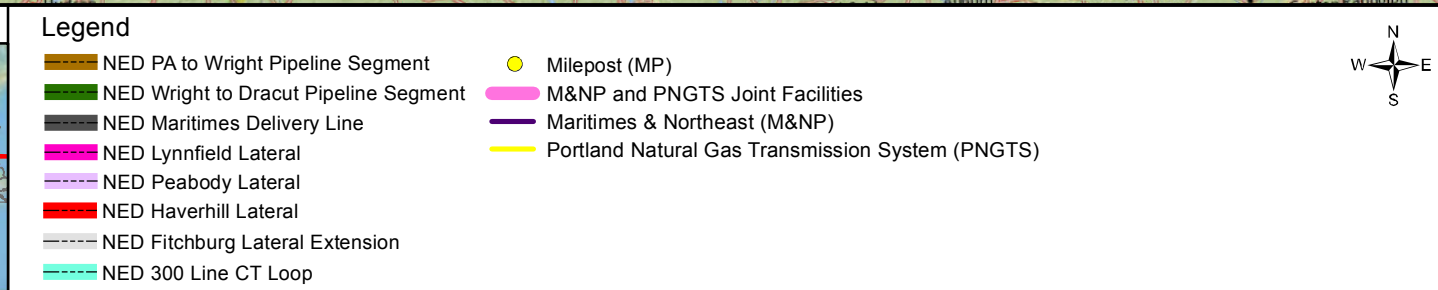 Legend
NED PA to Wright Pipeline Segment
NED Wright to Dracut Pipeline Segment
NED Maritimes Delivery Line
NED Lynnfield Lateral
NED Peabody Lateral
NED Haverhill Lateral
NED Fitchburg Lateral Extension
NED 300 Line CT Loop
Milepost (MP)
M&NP and PNGTS Joint Facilities
Maritimes & Northeast (M&NP)
Portland Natural Gas Transmission System (PNGTS)
N
W E
S